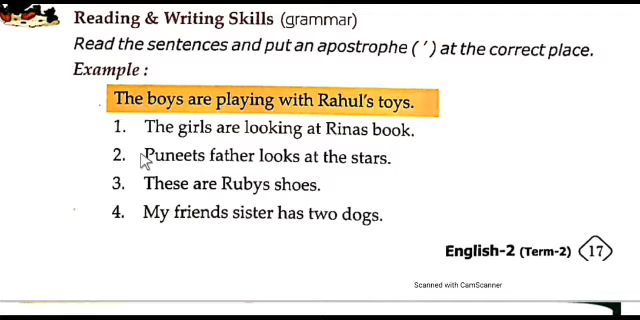 Reading & Writing Skills (grammar)
Read the sentences and put an apostrophe ( ’ ) at the correct place.
Example :
The boys are playing with Rahul’s toys.
1. The girls are looking at Rinas book.
2. Puneets father looks at the stars.
3. These are Rubys shoes.
4. My friends sister has two dogs.
English-2 (Term-2) 17
Scanned with CamScanner